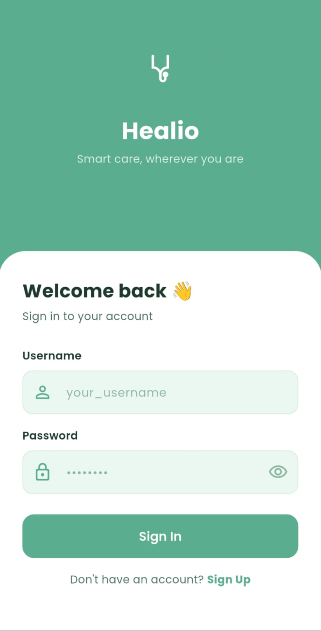 Healio
Smart care, wherever you are
Welcome back 👋
Sign in to your account
Username
your_username
Password
••••••••
Sign In
Don't have an account? Sign Up